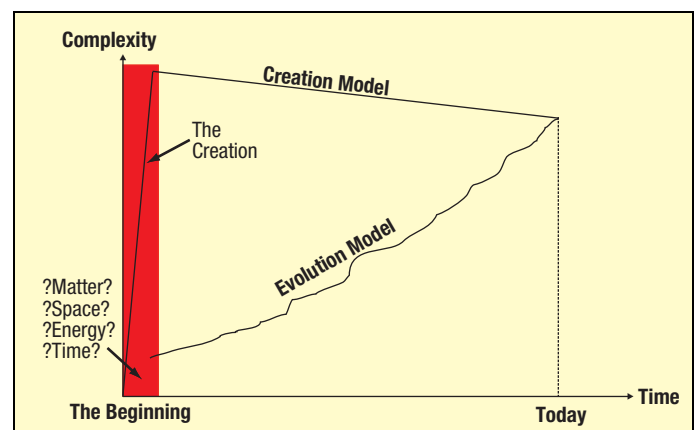 Complexity
Creation Model
The
Creation
Evolution Model
?Matter?
?Space?
?Energy?
?Time?
Time
The Beginning
Today